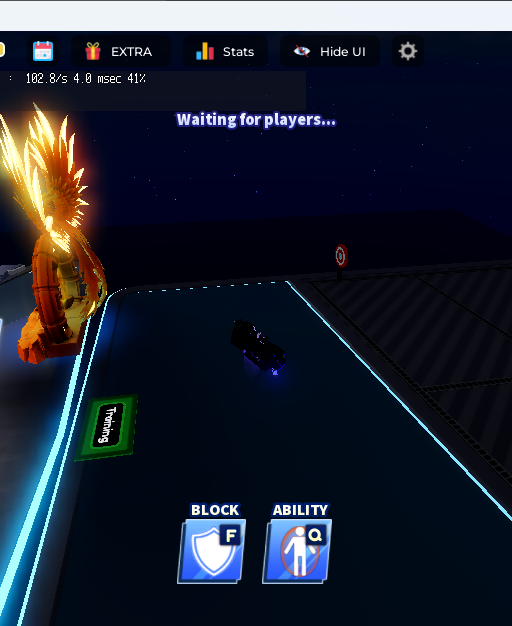 EXTRA
Stats
Hide UI
: 102.8/s 4.0 msec 41%
Waiting for players...
Training
BLOCK
ABILITY
F
Q